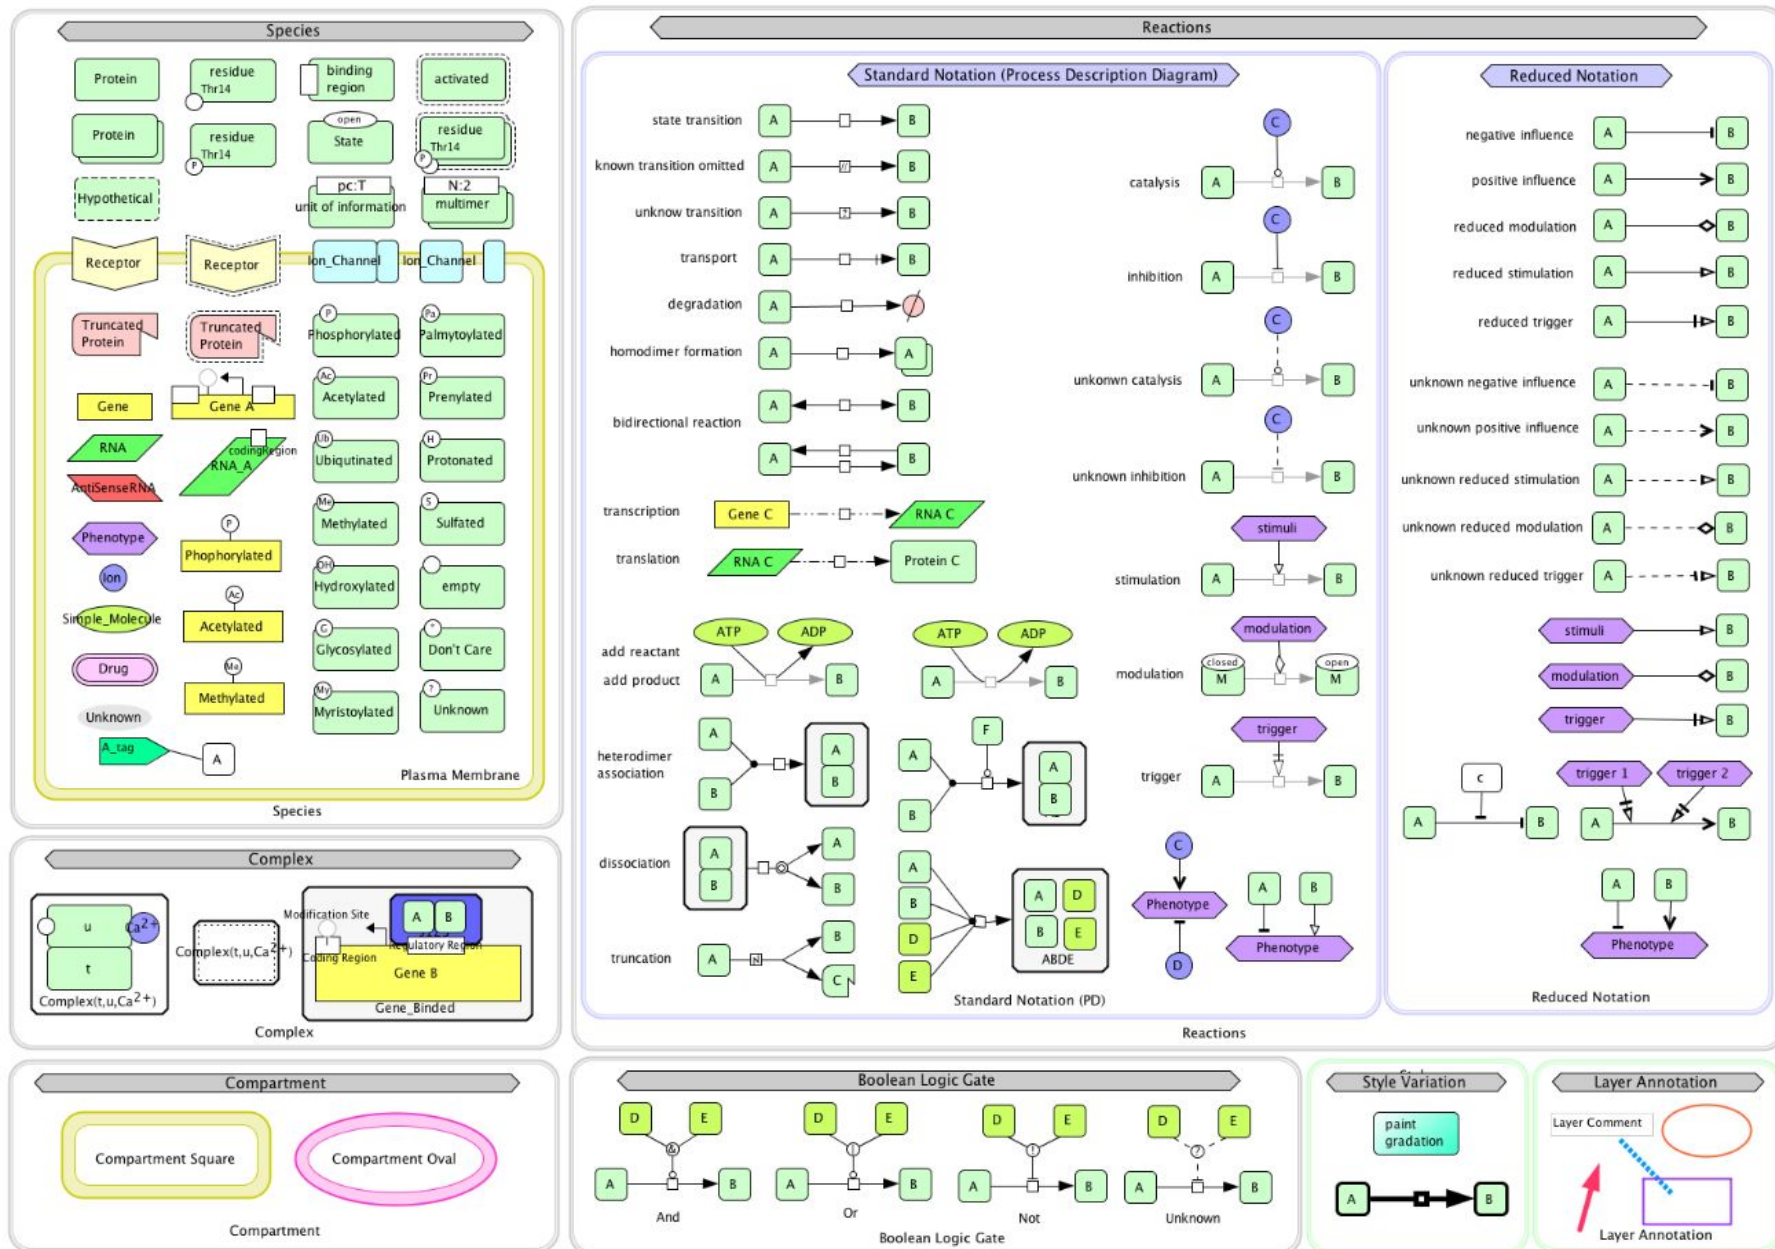 Species
Protein
residue
Thr14
binding
region
activated
Protein
residue
Thr14
P
open
State
residue
Thr14
P
Hypothetical
pc:T
unit of information
N:2
multimer
Receptor
Receptor
Ion_Channel
Ion_Channel
Truncated
Protein
Truncated
Protein
P
Phosphorylated
Pa
Palmytoylated
Gene
Gene A
Ac
Acetylated
Pr
Prenylated
RNA
codingRegion
RNA_A
Ub
Ubiqutinated
H
Protonated
AntiSenseRNA
Me
Methylated
S
Sulfated
Phenotype
P
Phophorylated
Ion
OH
Hydroxylated
empty
Simple_Molecule
Ac
Acetylated
G
Glycosylated
*
Don't Care
Drug
Me
Methylated
My
Myristoylated
?
Unknown
Unknown
A_tag
A
Plasma Membrane
Species
Complex
u
Ca2+
t
Complex(t,u,Ca2+)
Complex(t,u,Ca2+)
Modification Site
A
B
Regulatory Region
Coding Region
Gene B
Gene_Binded
Complex
Compartment
Compartment Square
Compartment Oval
Compartment
Reactions
Standard Notation (Process Description Diagram)
state transition
A
B
known transition omitted
A
//
B
unknow transition
A
?
B
transport
A
B
degradation
A
homodimer formation
A
A
bidirectional reaction
A
B
A
B
transcription
Gene C
RNA C
translation
RNA C
Protein C
add reactant
add product
ATP
ADP
A
B
ATP
ADP
A
B
heterodimer
association
A
B
A
B
F
A
B
A
B
dissociation
A
B
A
B
A
B
D
E
A
D
B
E
ABDE
truncation
A
N
B
C
Standard Notation (PD)
C
catalysis
A
B
C
inhibition
A
B
C
unkonwn catalysis
A
B
C
unknown inhibition
A
B
stimuli
stimulation
A
B
modulation
modulation
closed
M
open
M
trigger
trigger
A
B
C
Phenotype
D
A
B
Phenotype
Reactions
Reduced Notation
negative influence
A
B
positive influence
A
B
reduced modulation
A
B
reduced stimulation
A
B
reduced trigger
A
B
unknown negative influence
A
B
unknown positive influence
A
B
unknown reduced stimulation
A
B
unknown reduced modulation
A
B
unknown reduced trigger
A
B
stimuli
B
modulation
B
trigger
B
c
A
B
trigger 1
trigger 2
A
B
A
B
Phenotype
Reduced Notation
Boolean Logic Gate
D
E
&
A
B
And
D
E
|
A
B
Or
D
E
!
A
B
Not
D
E
?
A
B
Unknown
Boolean Logic Gate
Style Variation
paint
gradation
A
B
Layer Annotation
Layer Comment
Layer Annotation